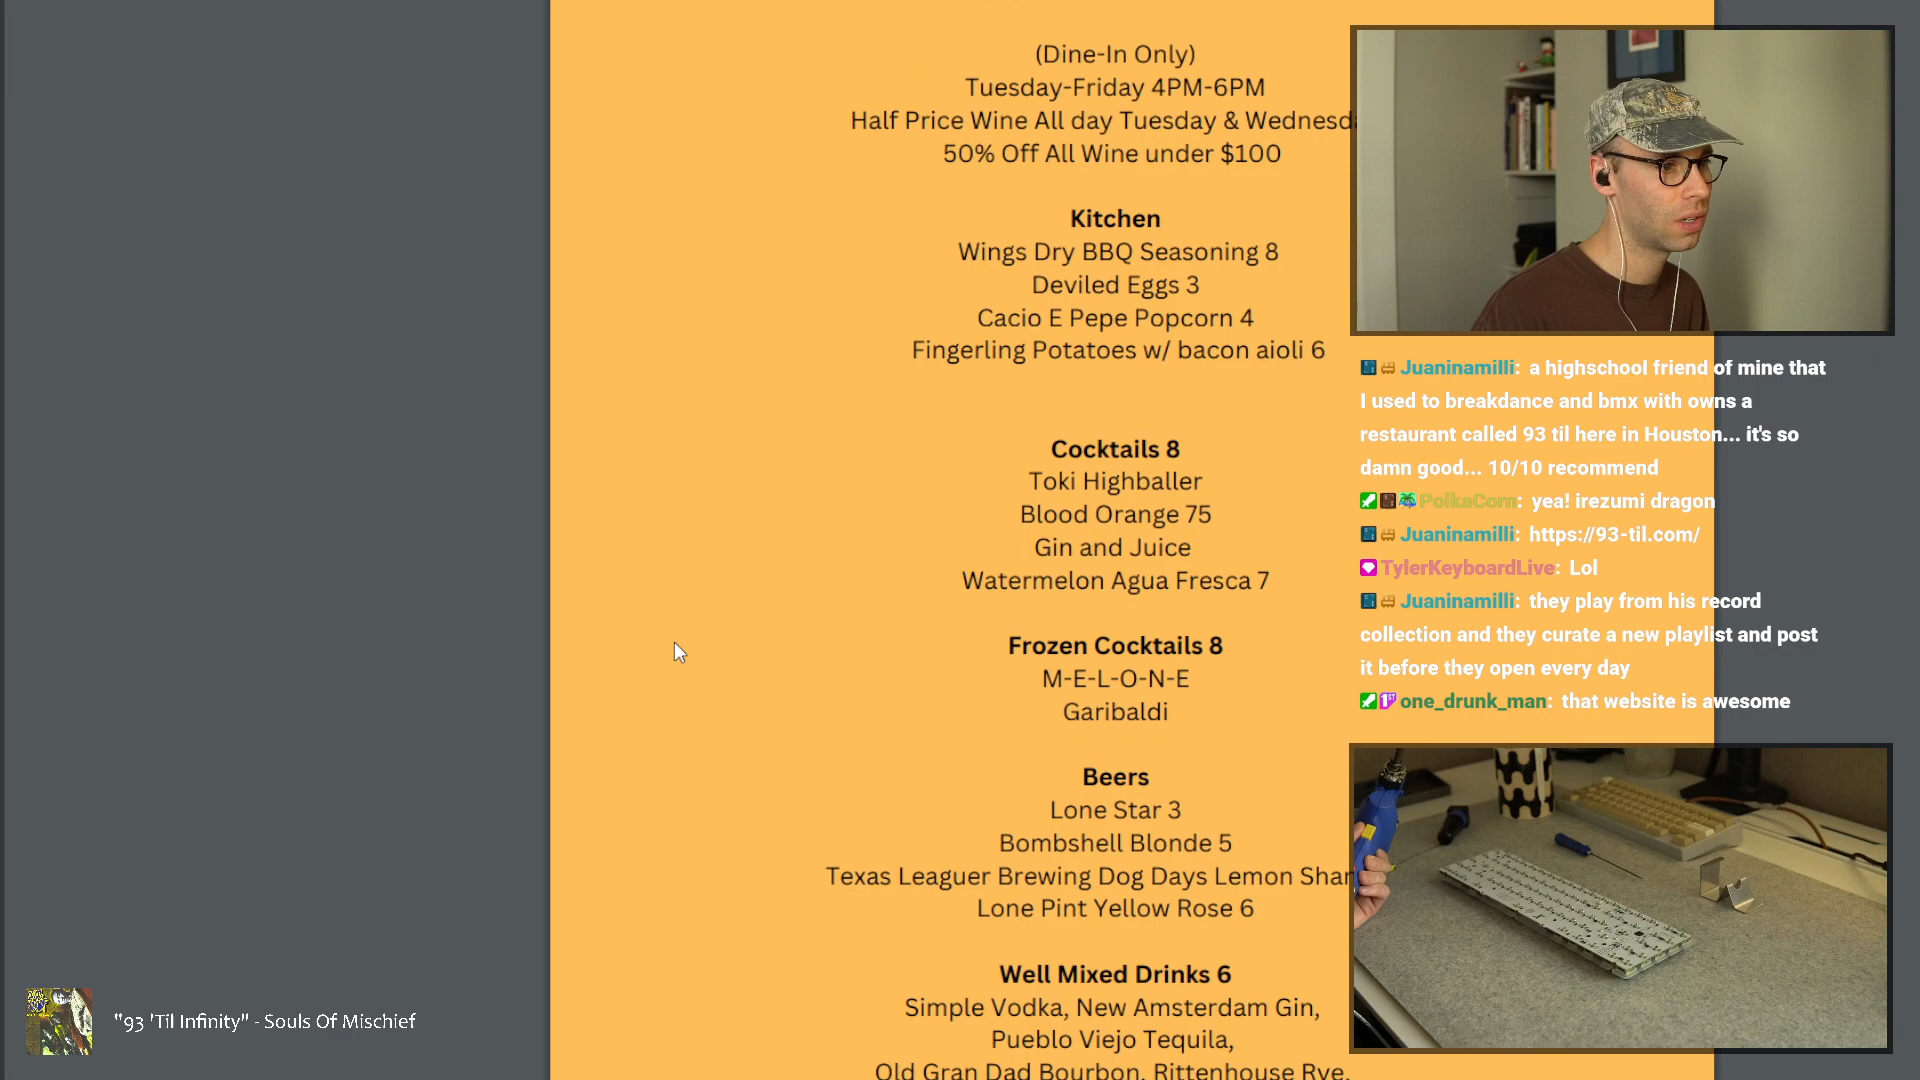 (Dine-In Only)
Tuesday-Friday 4PM-6PM
Half Price Wine All day Tuesday &
50% Off All Wine under $100
Kitchen
Wings Dry BBQ Seasoning 8
Deviled Eggs 3
Cacio E Pepe Popcorn 4
Fingerling Potatoes w/ bacon aioli 6
Cocktails 8
Toki Highballer
Blood Orange 75
Gin and Juice
Watermelon Agua Fresca 7
Frozen Cocktails 8
M-E-L-O-N-E
Garibaldi
Beers
Lone Star 3
Bombshell Blonde 5
Texas Leaguer Brewing Dog Days Lemon
Lone Pint Yellow Rose 6
Well Mixed Drinks 6
Simple Vodka, New Amsterdam Gin,
Pueblo Viejo Tequila,
Old Gran Dad Bourbon, Rittenhouse Rye,
Juaninamilli: a highschool friend of mine that
I used to breakdance and bmx with owns a
restaurant called 93 til here in Houston... it's so
damn good... 10/10 recommend
PolkaCorn: yea! irezumi dragon
Juaninamilli: https://93-til.com/
TylerKeyboardLive: Lol
Juaninamilli: they play from his record
collection and they curate a new playlist and post
it before they open every day
one_drunk_man: that website is awesome
"93 'Til Infinity" - Souls Of Mischief